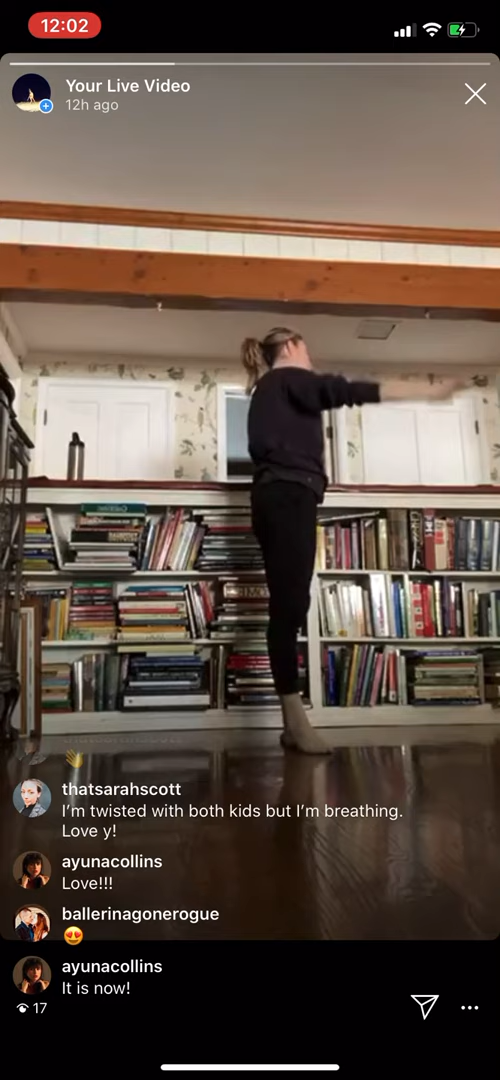 12:02
Your Live Video
12h ago
thatsarahscott
I'm twisted with both kids but I'm breathing.
Love y!
ayunacollins
Love!!!
ballerinagonerogue
😍
ayunacollins
It is now!
17